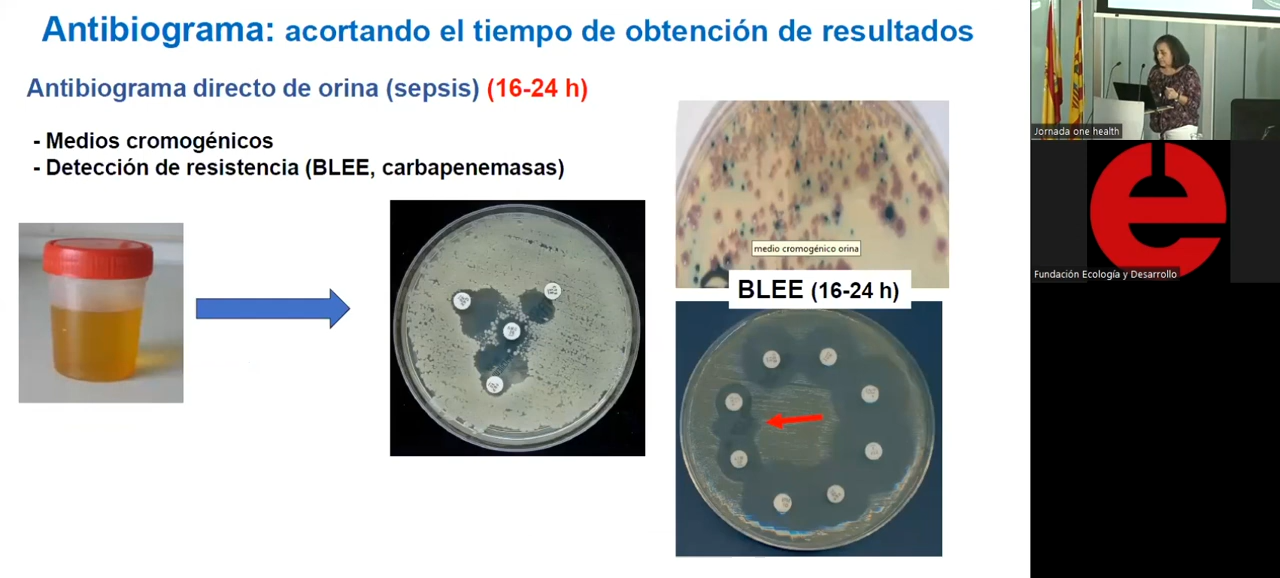 Antibiograma: acortando el tiempo de obtención de resultados
Antibiograma directo de orina (sepsis) (16-24 h)
- Medios cromogénicos
- Detección de resistencia (BLEE, carbapenemasas)
medio cromogénico orina
BLEE (16-24 h)
Jornada one health
e
Fundación Ecología y Desarrollo